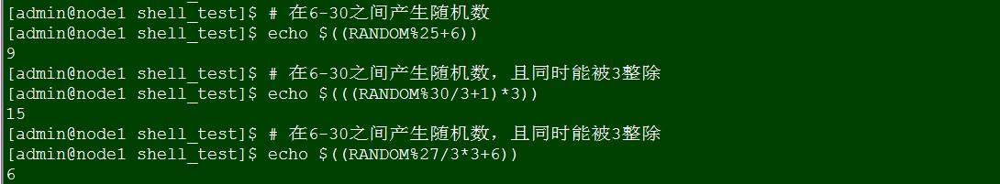 [admin@node1 shell_test]$ # 在6-30之间产生随机数
[admin@node1 shell_test]$ echo $((RANDOM%25+6))
9
[admin@node1 shell_test]$ # 在6-30之间产生随机数，且同时能被3整除
[admin@node1 shell_test]$ echo $(((RANDOM%30/3+1)*3))
15
[admin@node1 shell_test]$ # 在6-30之间产生随机数，且同时能被3整除
[admin@node1 shell_test]$ echo $((RANDOM%27/3*3+6))
6